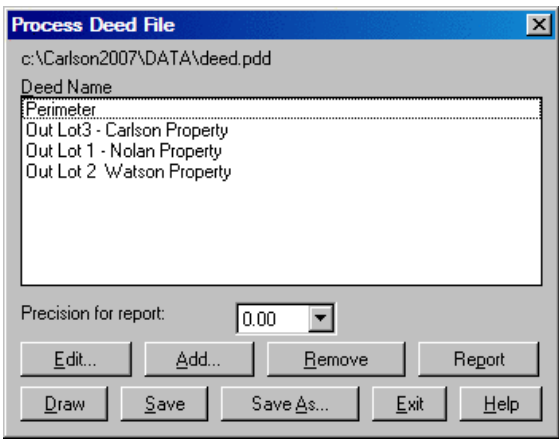 Process Deed File
c:\Carlson2007\DATA\deed.pdd
Deed Name
Perimeter
Out Lot3 - Carlson Property
Out Lot 1 - Nolan Property
Out Lot 2  Watson Property
Precision for report: 0.00
Edit... Add... Remove Report
Draw Save Save As... Exit Help